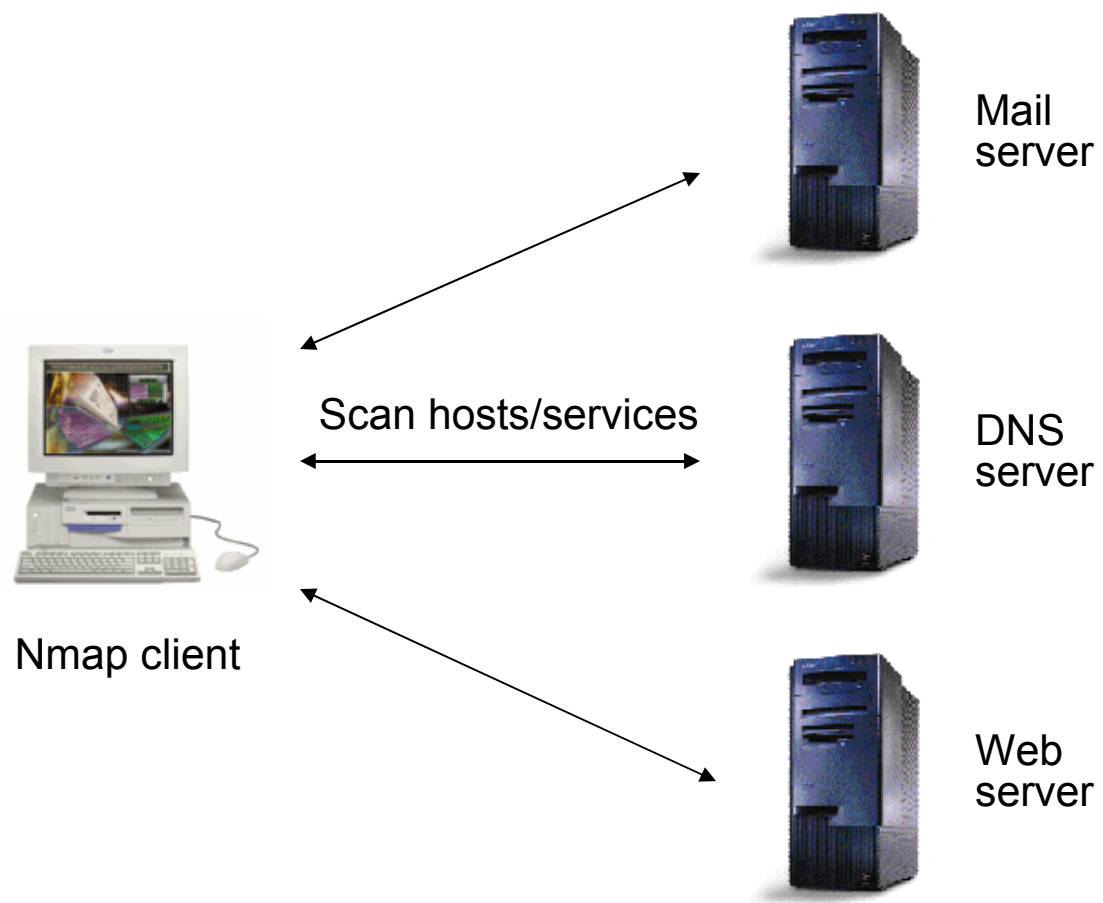 Mail
server
Scan hosts/services
DNS
server
Nmap client
Web
server